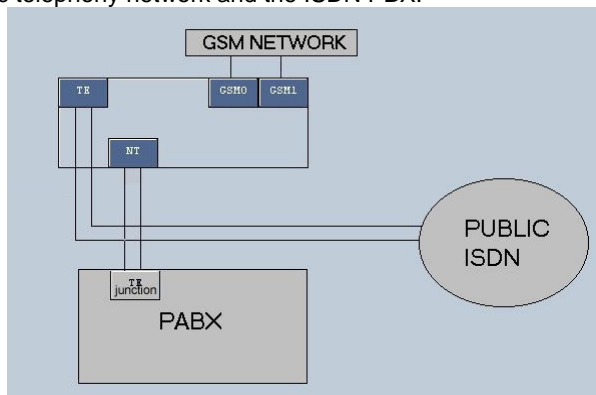 c telephony network and the ISDN PBX.
GSM NETWORK
TE GSM0 GSM1
NT
PUBLIC
ISDN
TE
junction
PABX